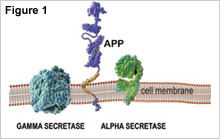 Figure 1
APP
cell membrane
GAMMA SECRETASE
ALPHA SECRETASE